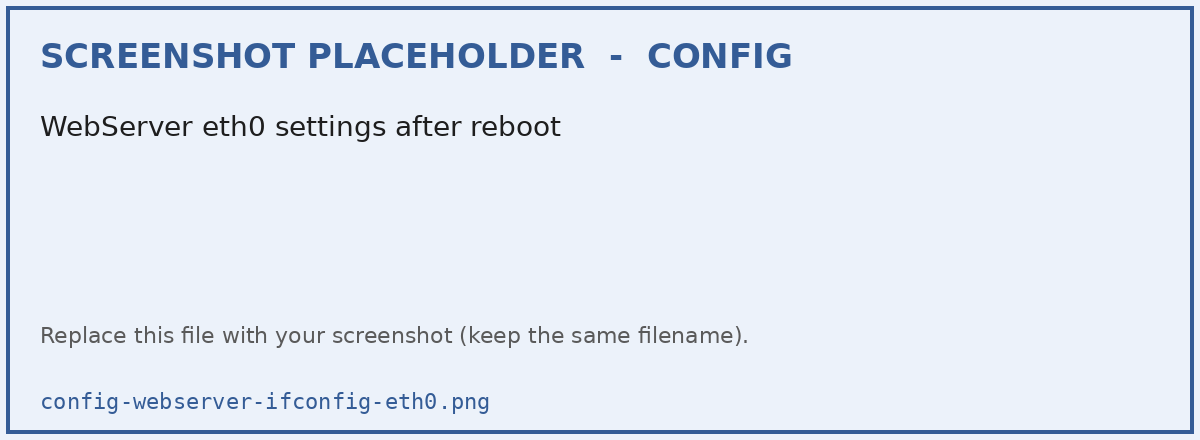 SCREENSHOT PLACEHOLDER - CONFIG
WebServer eth0 settings after reboot
Replace this file with your screenshot (keep the same filename).
config-webserver-ifconfig-eth0.png